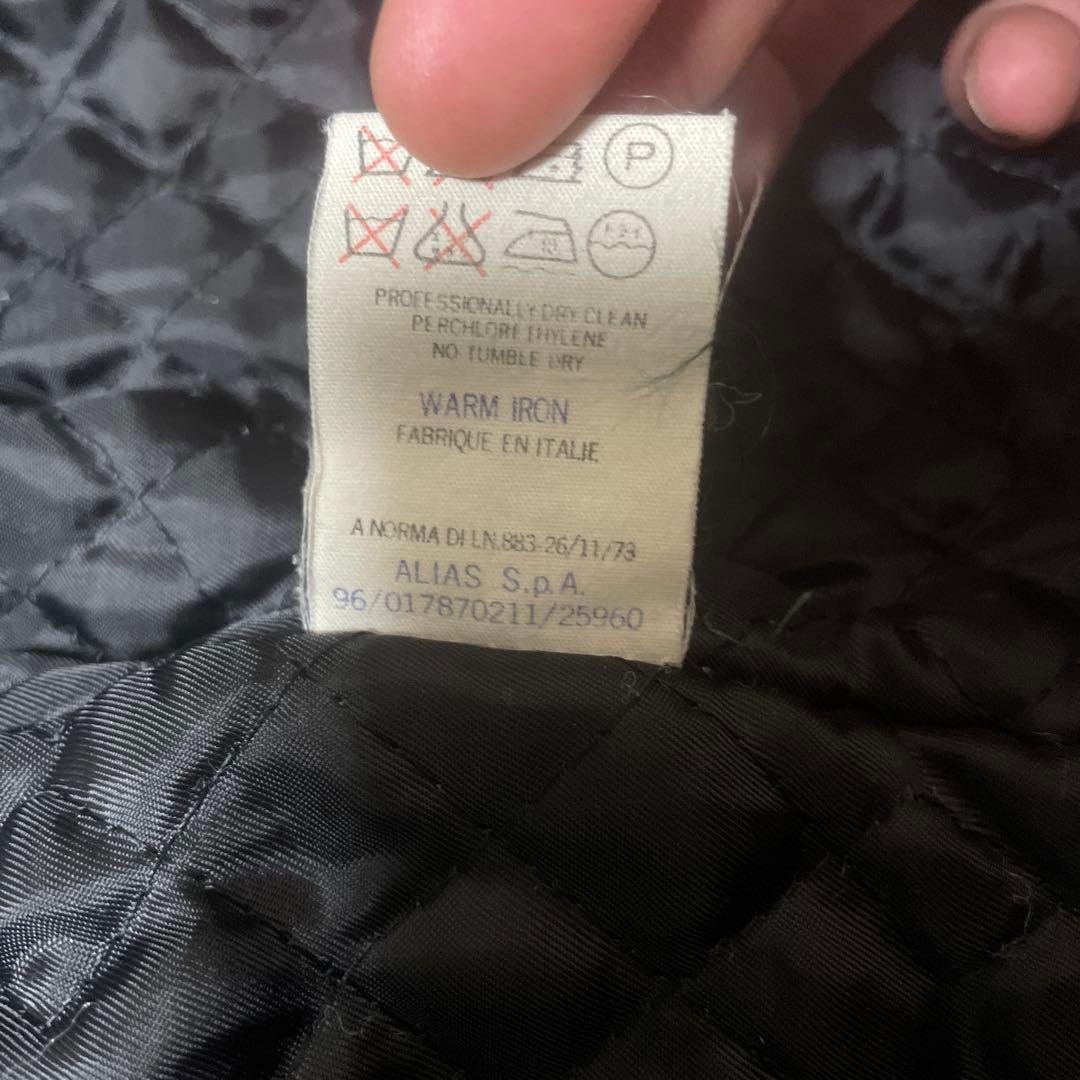 P
PROFESSIONALLY DRY CLEAN
PERCHLORETHYLENE
NO TUMBLE DRY
WARM IRON
FABRIQUE EN ITALIE
A NORMA DI LN.883-26/11/73
ALIAS S.p.A.
96/017870211/25960